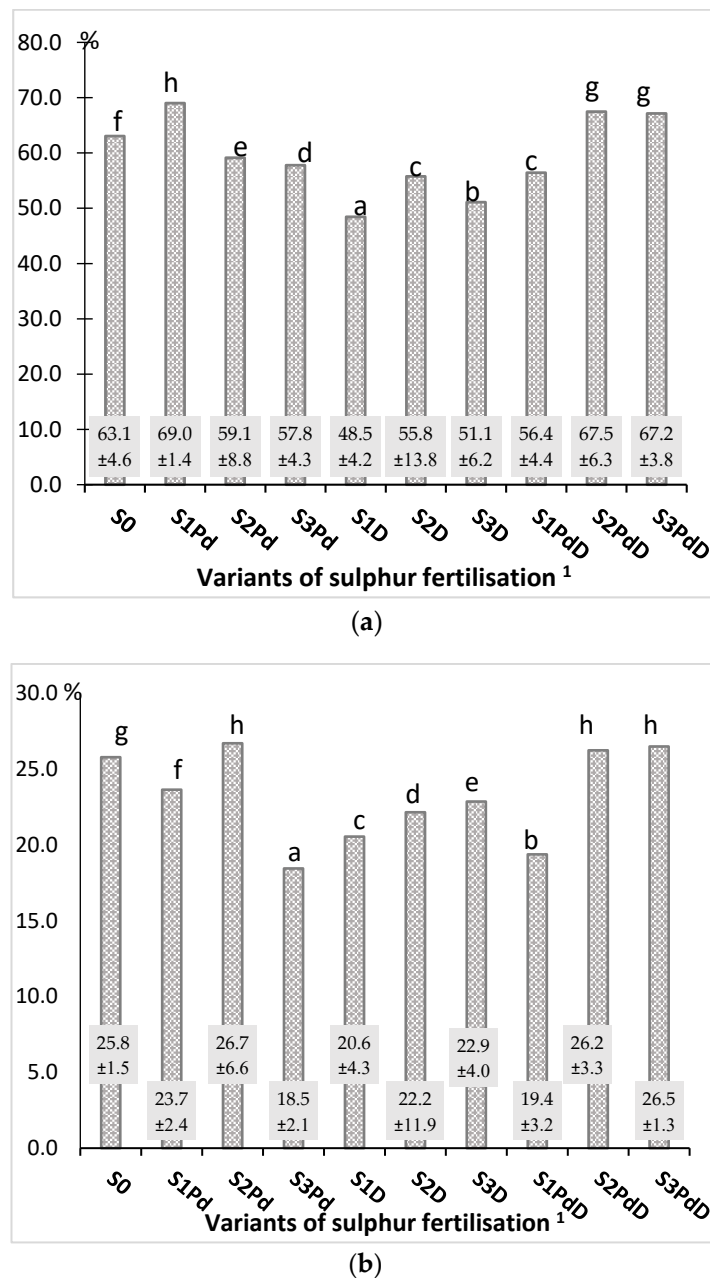 80.0 %
70.0
60.0
50.0
40.0
30.0
20.0
10.0
0.0
f h e d a c b c g g
63.1 69.0 59.1 57.8 48.5 55.8 51.1 56.4 67.5 67.2
±4.6 ±1.4 ±8.8 ±4.3 ±4.2 ±13.8 ±6.2 ±4.4 ±6.3 ±3.8
S0 S1Pd S2Pd S3Pd S1D S2D S3D S1PdD S2PdD S3PdD
Variants of sulphur fertilisation 1
(a)
30.0 %
25.0
20.0
15.0
10.0
5.0
0.0
g f h a c d e b h h
25.8 26.7 20.6 22.9 26.2
±1.5 ±6.6 ±4.3 ±4.0 ±3.3
23.7 18.5 22.2 19.4 26.5
±2.4 ±2.1 ±11.9 ±3.2 ±1.3
S0 S1Pd S2Pd S3Pd S1D S2D S3D S1PdD S2PdD S3PdD
Variants of sulphur fertilisation 1
(b)